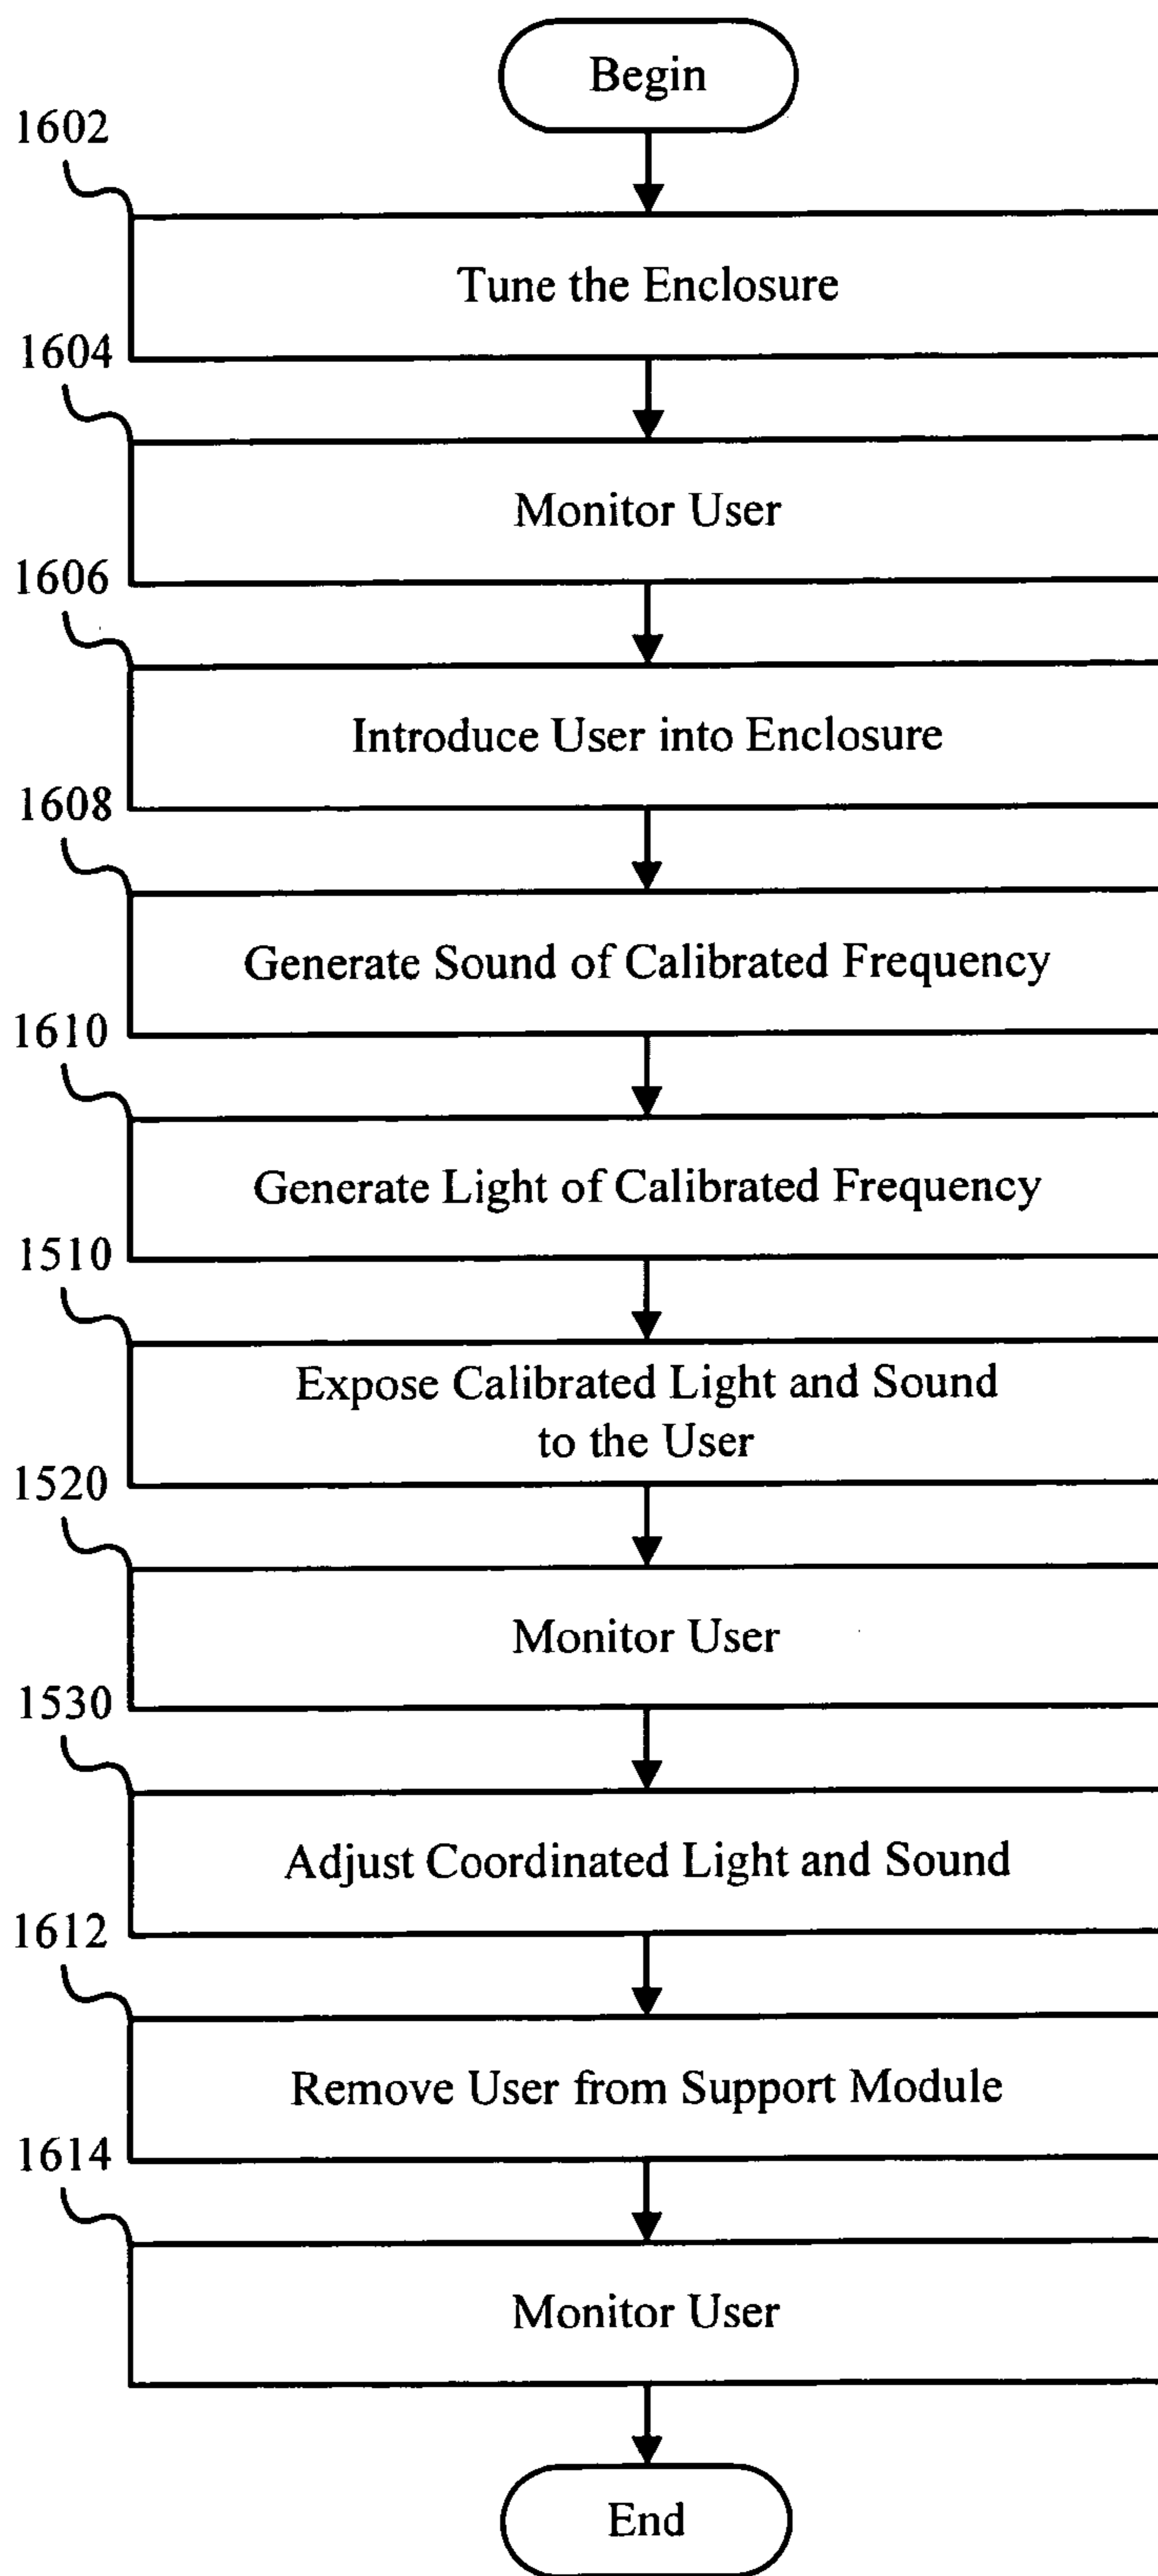 Begin
1602
Tune the Enclosure
1604
Monitor User
1606
Introduce User into Enclosure
1608
Generate Sound of Calibrated Frequency
1610
Generate Light of Calibrated Frequency
1510
Expose Calibrated Light and Sound
to the User
1520
Monitor User
1530
Adjust Coordinated Light and Sound
1612
Remove User from Support Module
1614
Monitor User
End